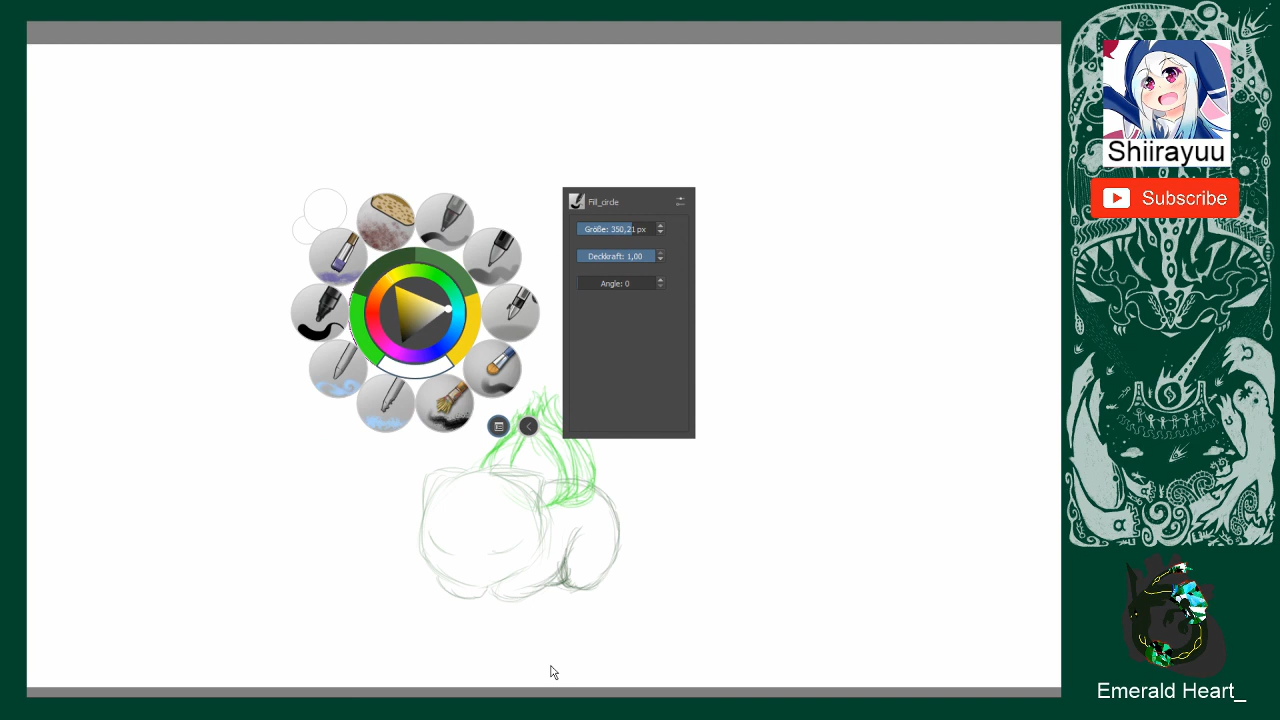 Fill_circle
Größe: 350,21 px
Deckkraft: 1,00
Angle: 0
Shiirayuu
Subscribe
Emerald Heart_